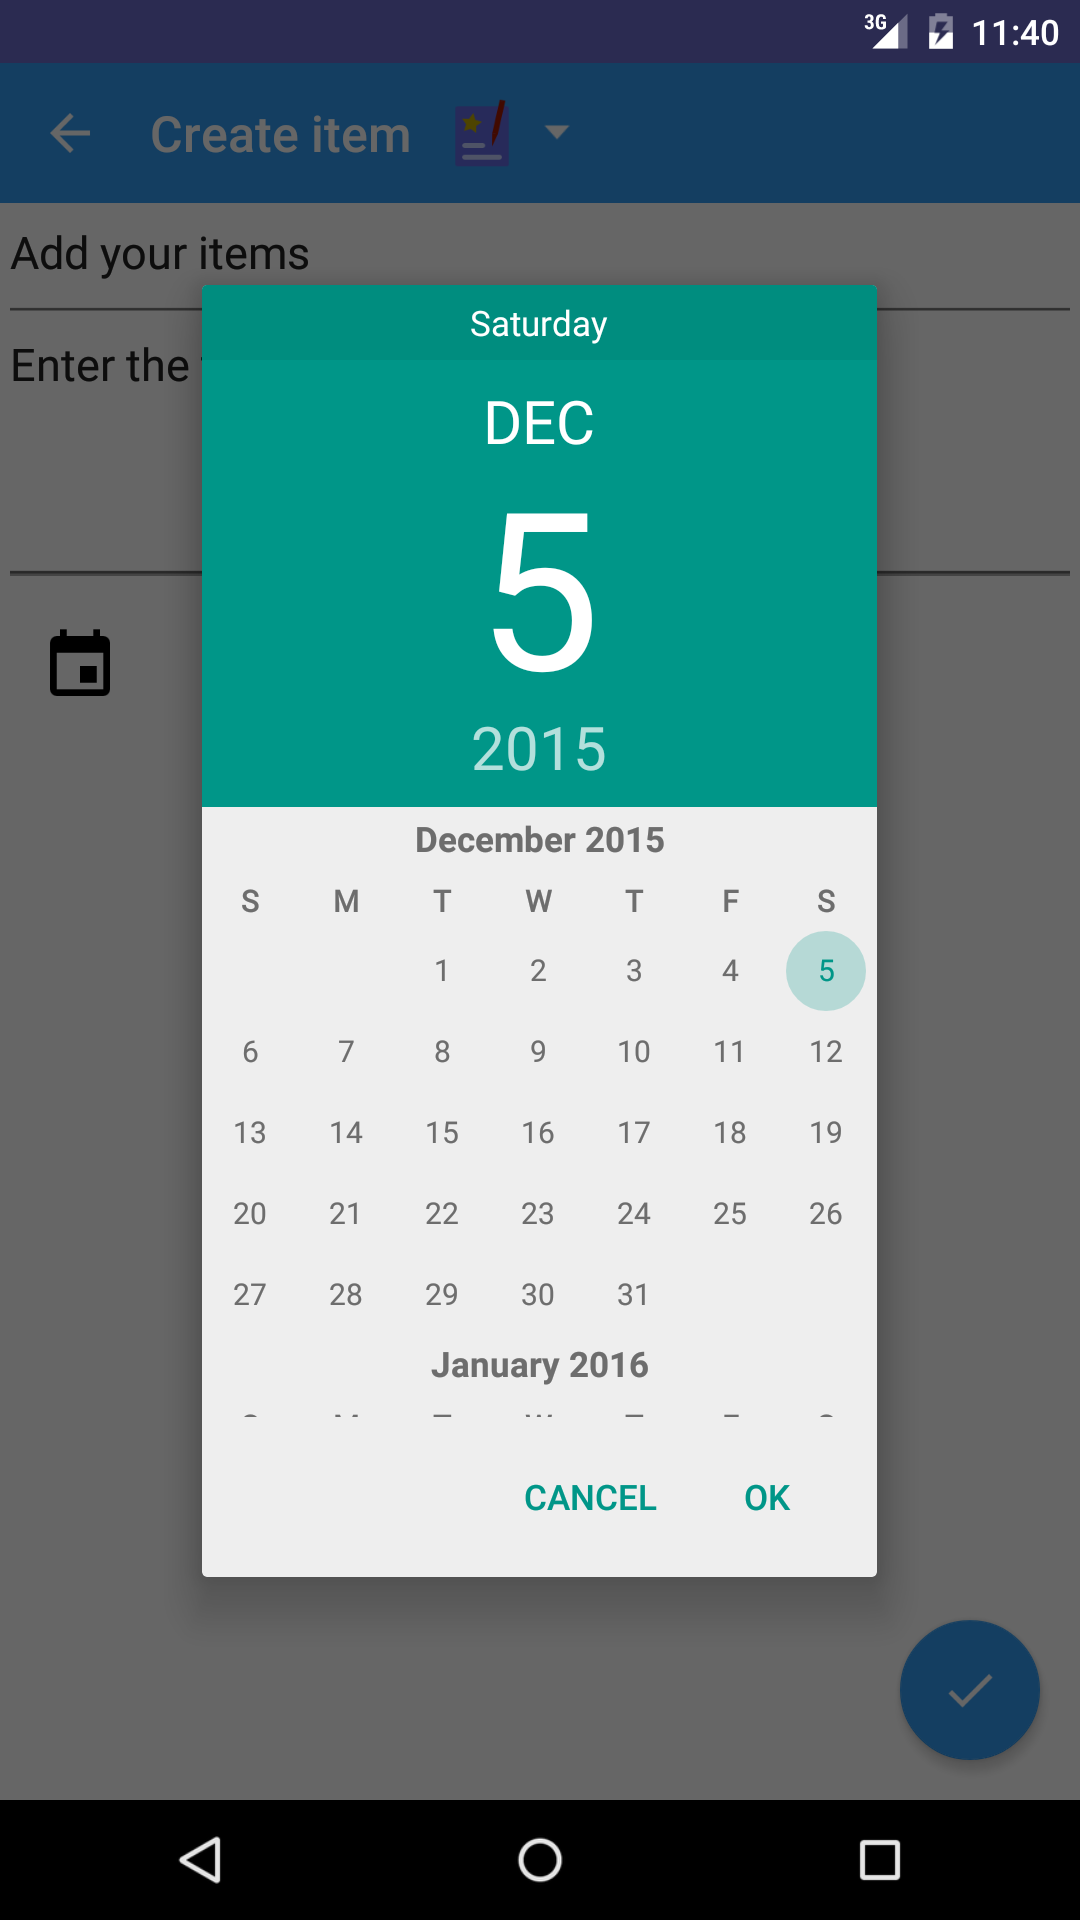 3G 11:40
Create item
Add your items
Enter the
Saturday
DEC
5
2015
December 2015
S M T W T F S
1 2 3 4 5
6 7 8 9 10 11 12
13 14 15 16 17 18 19
20 21 22 23 24 25 26
27 28 29 30 31
January 2016
CANCEL OK